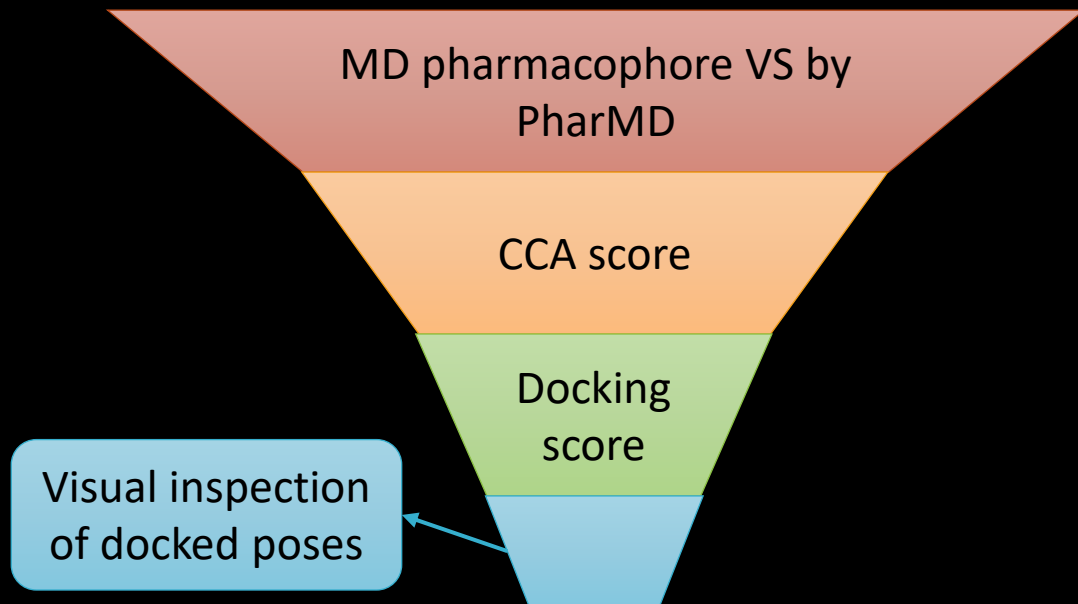 MD pharmacophore VS by
PharMD
CCA score
Docking
score
Visual inspection
of docked poses